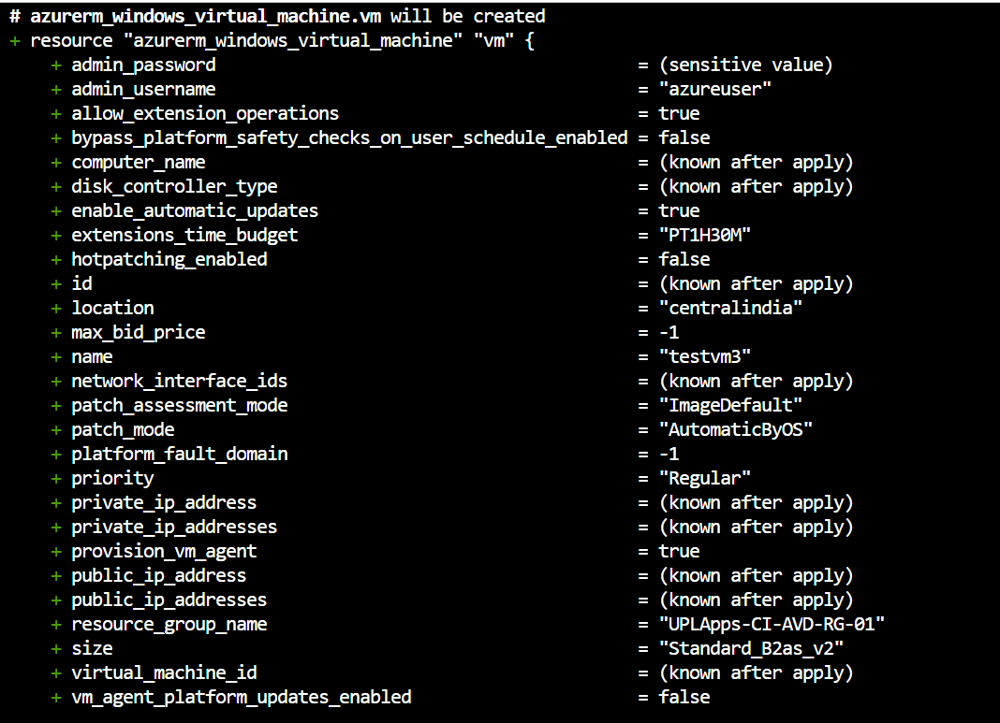 # azurerm_windows_virtual_machine.vm will be created
+ resource "azurerm_windows_virtual_machine" "vm" {
+ admin_password = (sensitive value)
+ admin_username = "azureuser"
+ allow_extension_operations = true
+ bypass_platform_safety_checks_on_user_schedule_enabled = false
+ computer_name = (known after apply)
+ disk_controller_type = (known after apply)
+ enable_automatic_updates = true
+ extensions_time_budget = "PT1H30M"
+ hotpatching_enabled = false
+ id = (known after apply)
+ location = "centralindia"
+ max_bid_price = -1
+ name = "testvm3"
+ network_interface_ids = (known after apply)
+ patch_assessment_mode = "ImageDefault"
+ patch_mode = "AutomaticByOS"
+ platform_fault_domain = -1
+ priority = "Regular"
+ private_ip_address = (known after apply)
+ private_ip_addresses = (known after apply)
+ provision_vm_agent = true
+ public_ip_address = (known after apply)
+ public_ip_addresses = (known after apply)
+ resource_group_name = "UPLApps-CI-AVD-RG-01"
+ size = "Standard_B2as_v2"
+ virtual_machine_id = (known after apply)
+ vm_agent_platform_updates_enabled = false